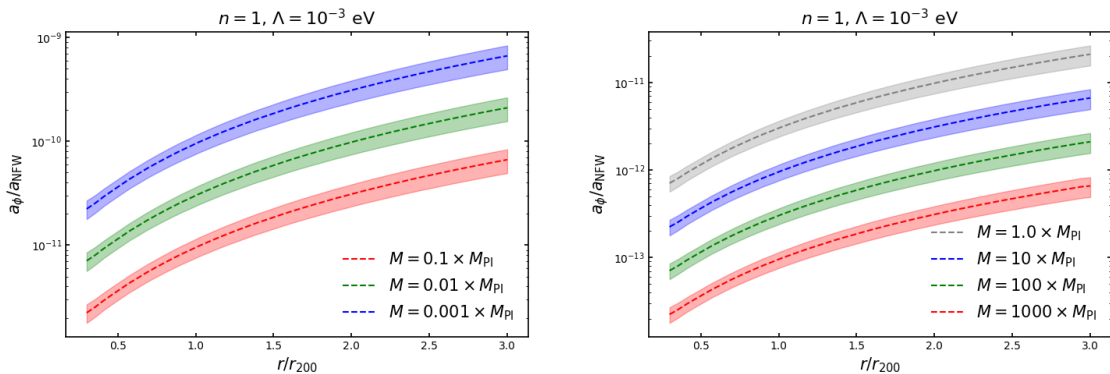 n = 1, Λ = 10⁻³ eV
10⁻⁹
10⁻¹⁰
10⁻¹¹
a_ϕ/a_NFW
M = 0.1 × M_Pl
M = 0.01 × M_Pl
M = 0.001 × M_Pl
0.5 1.0 1.5 2.0 2.5 3.0
r/r₂₀₀
n = 1, Λ = 10⁻³ eV
10⁻¹¹
10⁻¹²
10⁻¹³
a_ϕ/a_NFW
M = 1.0 × M_Pl
M = 10 × M_Pl
M = 100 × M_Pl
M = 1000 × M_Pl
0.5 1.0 1.5 2.0 2.5 3.0
r/r₂₀₀